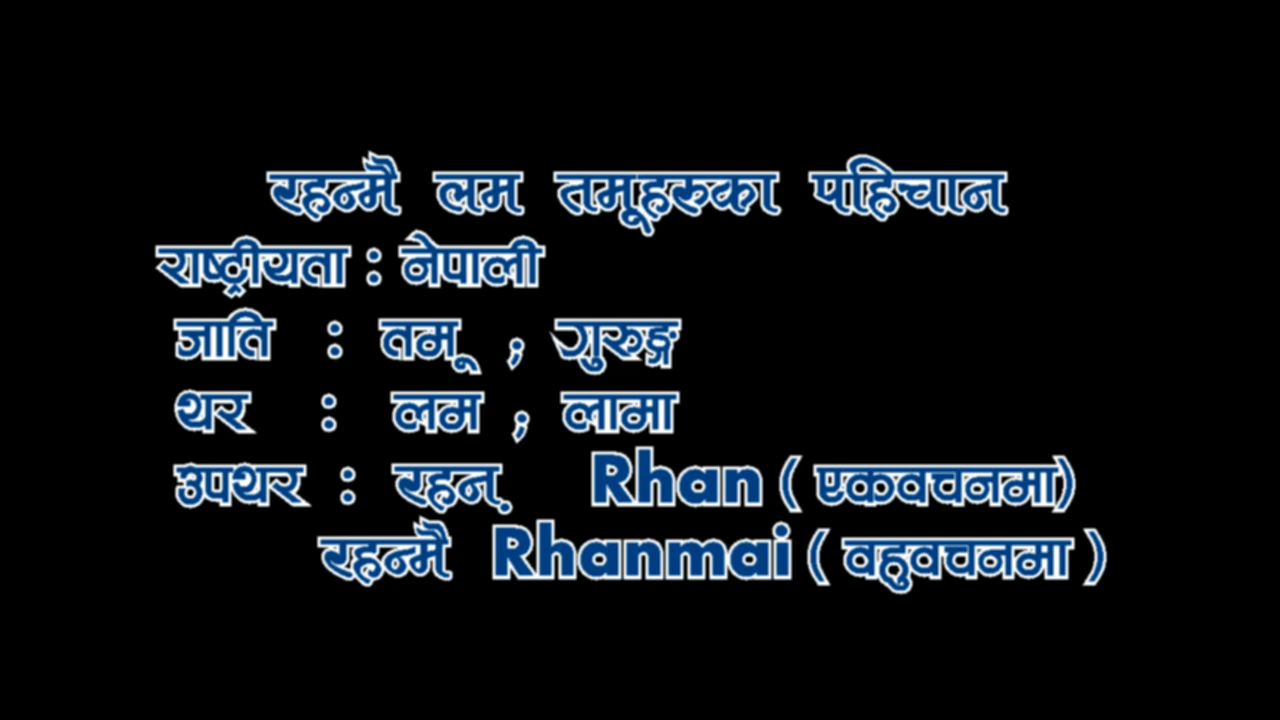 रहन्मै लम तमूहरुका पहिचान
राष्ट्रीयता : नेपाली
जाति : तमू ; गुरुङ्ग
थर : लम ; लामा
उपथर : रहन् Rhan ( एकवचनमा)
रहन्मै Rhanmai ( वहुवचनमा )